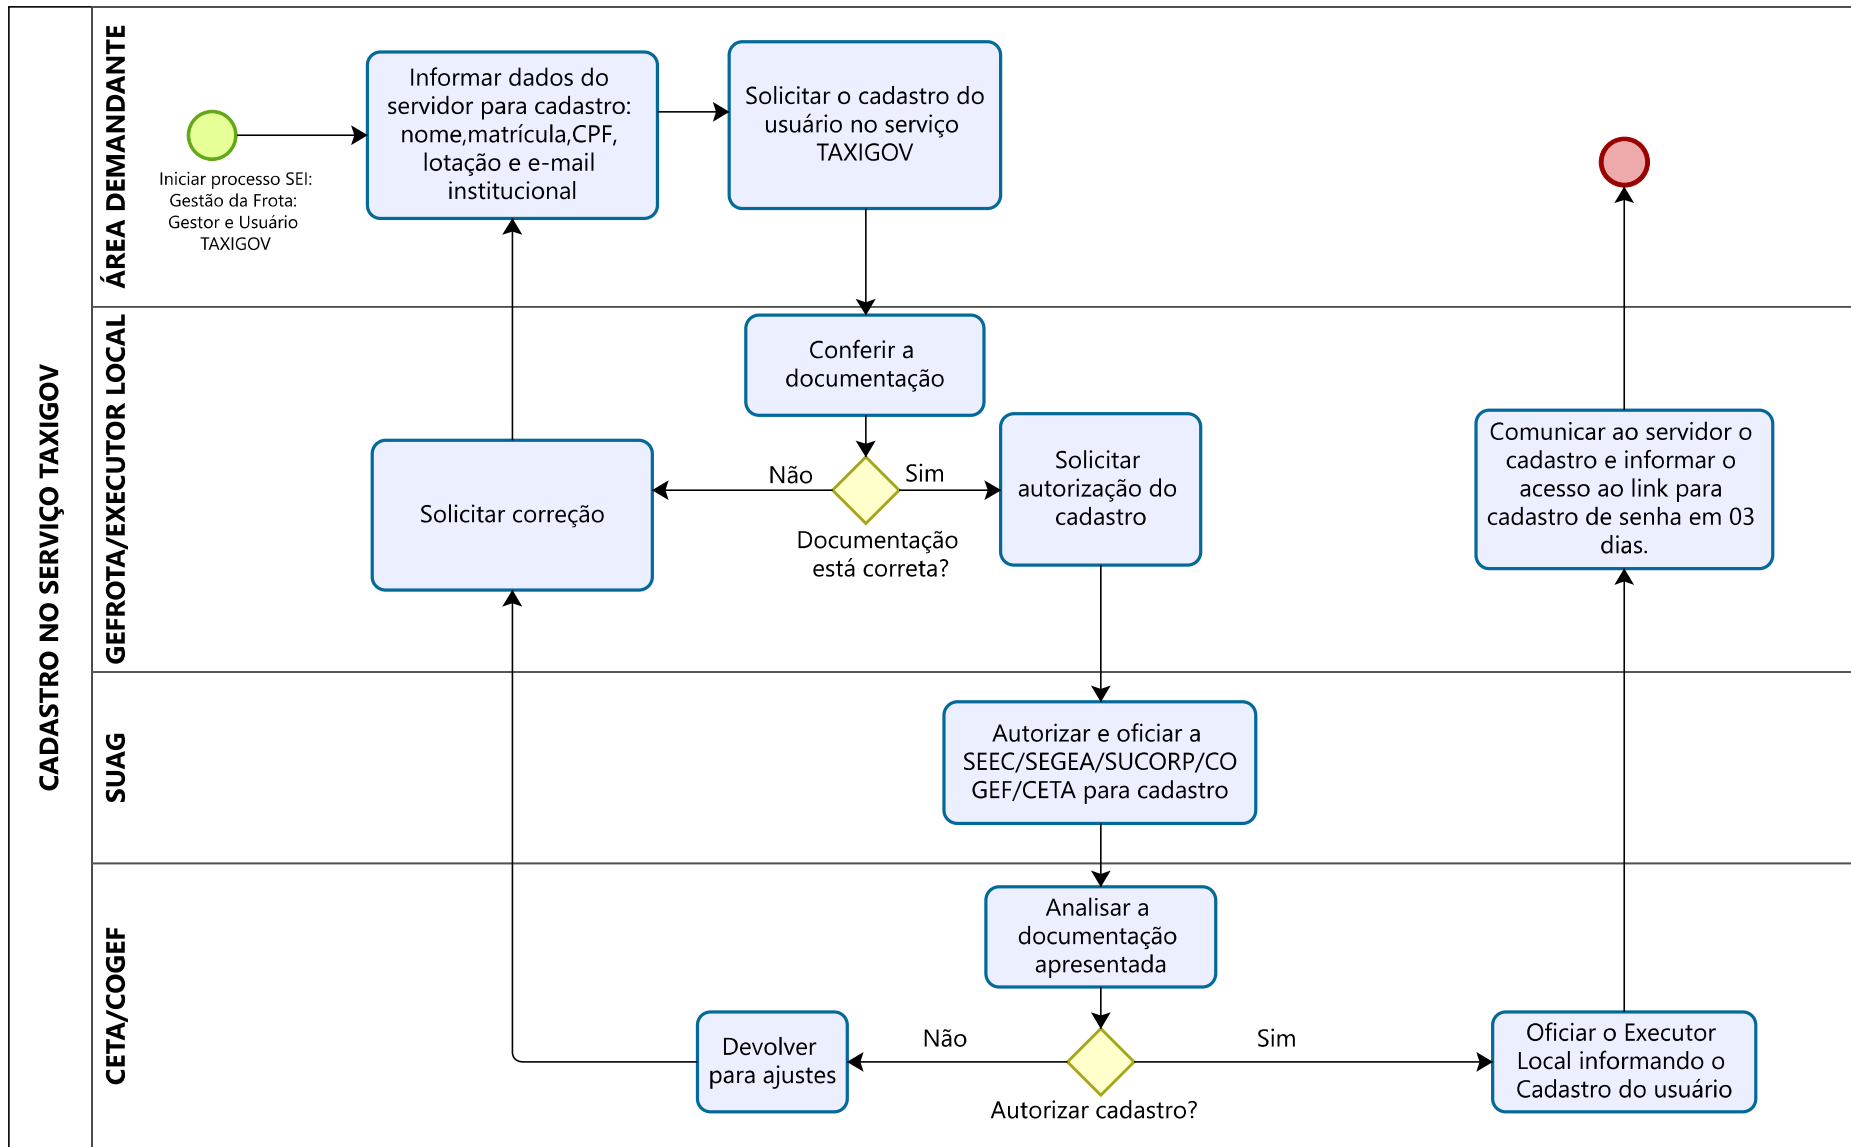 CADASTRO NO SERVIÇO TAXIGOV
ÁREA DEMANDANTE
Iniciar processo SEI:
Gestão da Frota:
Gestor e Usuário
TAXIGOV
Informar dados do
servidor para cadastro:
nome,matrícula,CPF,
lotação e e-mail
institucional
Solicitar o cadastro do
usuário no serviço
TAXIGOV
GEFROTA/EXECUTOR LOCAL
Conferir a
documentação
Não
Sim
Documentação
está correta?
Solicitar correção
Solicitar
autorização do
cadastro
Comunicar ao servidor o
cadastro e informar o
acesso ao link para
cadastro de senha em 03
dias.
SUAG
Autorizar e oficiar a
SEEC/SEGEA/SUCORP/CO
GEF/CETA para cadastro
CETA/COGEF
Analisar a
documentação
apresentada
Não
Sim
Autorizar cadastro?
Devolver
para ajustes
Oficiar o Executor
Local informando o
Cadastro do usuário